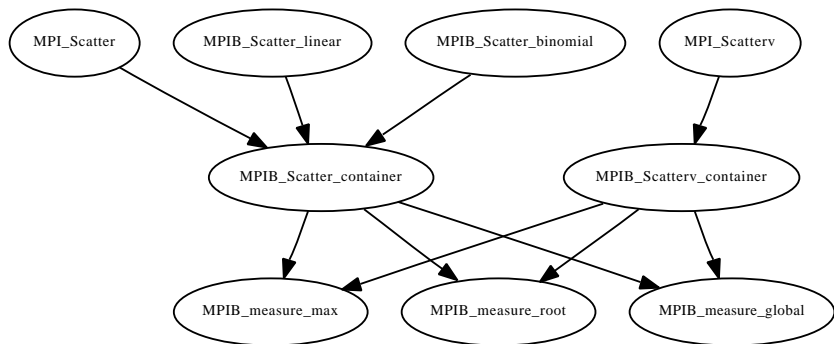 MPI_Scatter
MPIB_Scatter_linear
MPIB_Scatter_binomial
MPI_Scatterv
MPIB_Scatter_container
MPIB_Scatterv_container
MPIB_measure_max
MPIB_measure_root
MPIB_measure_global